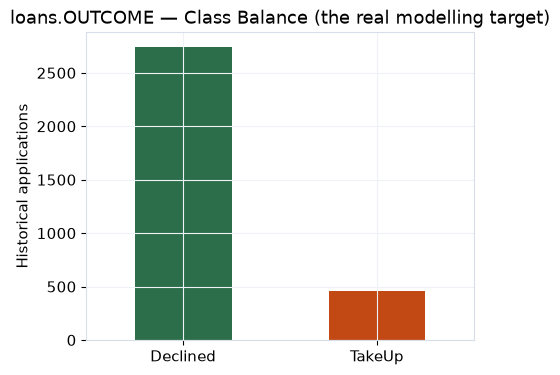 loans.OUTCOME — Class Balance (the real modelling target)
Historical applications
2500
2000
1500
1000
500
0
Declined
TakeUp